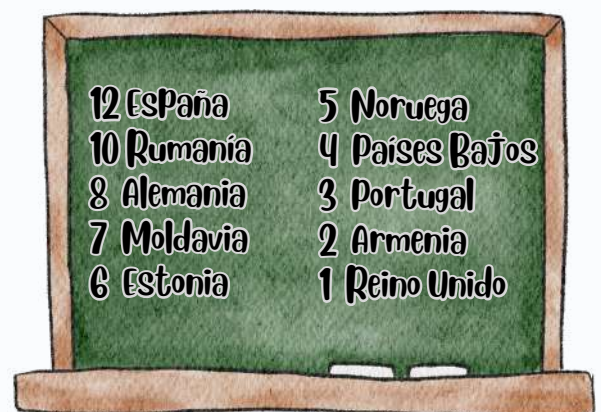 12 España
10 Rumanía
8 Alemania
7 Moldavia
6 Estonia
5 Noruega
4 Países Bajos
3 Portugal
2 Armenia
1 Reino Unido